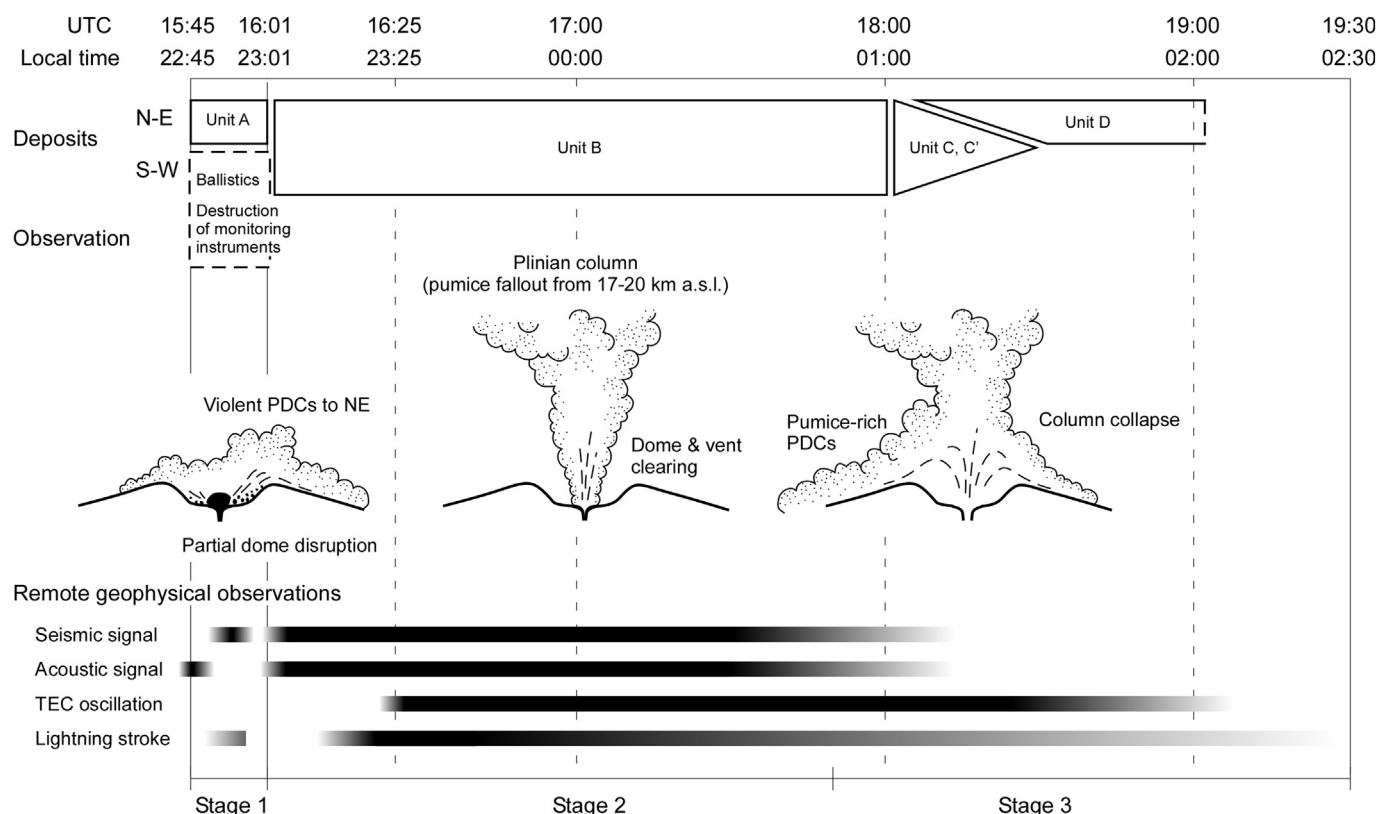 UTC 15:45 16:01 16:25 17:00 18:00 19:00 19:30
Local time 22:45 23:01 23:25 00:00 01:00 02:00 02:30
Deposits
N-E
S-W
Unit A
Unit B
Unit C, C’
Unit D
Ballistics
Observation
Destruction
of monitoring
instruments
Plinian column
(pumice fallout from 17-20 km a.s.l.)
Violent PDCs to NE
Dome & vent
clearing
Pumice-rich
PDCs
Column collapse
Partial dome disruption
Remote geophysical observations
Seismic signal
Acoustic signal
TEC oscillation
Lightning stroke
Stage 1 Stage 2 Stage 3